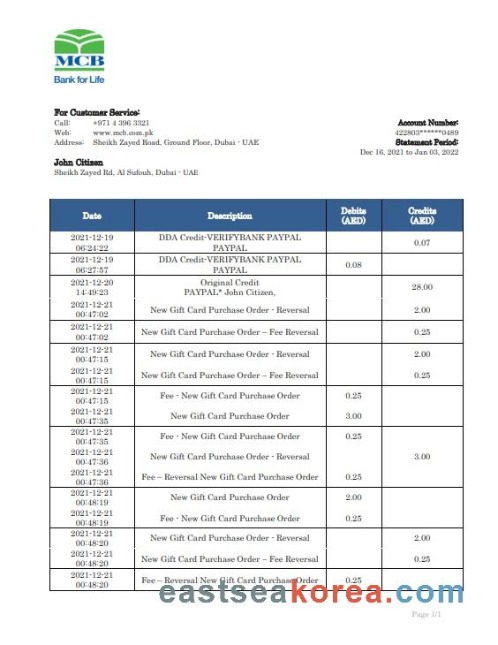 MCB
Bank for Life
For Customer Service:
Call: +971 4 396 3321
Web: www.mcb.com.pk
Address: Sheikh Zayed Road, Ground Floor, Dubai - UAE
Account Number:
422803******0489
Statement Period:
Dec 16, 2021 to Jan 03, 2022
John Citizen
Sheikh Zayed Rd, Al Sufouh, Dubai - UAE
Date Description Debits (AED) Credits (AED)
2021-12-19 06:24:22 DDA Credit-VERIFYBANK PAYPAL PAYPAL 0.07
2021-12-19 06:27:57 DDA Credit-VERIFYBANK PAYPAL PAYPAL 0.08
2021-12-20 14:49:23 Original Credit PAYPAL* John Citizen, 28.00
2021-12-21 00:47:02 New Gift Card Purchase Order - Reversal 2.00
2021-12-21 00:47:02 New Gift Card Purchase Order – Fee Reversal 0.25
2021-12-21 00:47:15 New Gift Card Purchase Order - Reversal 2.00
2021-12-21 00:47:15 New Gift Card Purchase Order – Fee Reversal 0.25
2021-12-21 00:47:15 Fee - New Gift Card Purchase Order 0.25
2021-12-21 00:47:35 New Gift Card Purchase Order 3.00
2021-12-21 00:47:35 Fee - New Gift Card Purchase Order 0.25
2021-12-21 00:47:36 New Gift Card Purchase Order - Reversal 3.00
2021-12-21 00:47:36 Fee – Reversal New Gift Card Purchase Order 0.25
2021-12-21 00:48:19 New Gift Card Purchase Order 2.00
2021-12-21 00:48:19 Fee - New Gift Card Purchase Order 0.25
2021-12-21 00:48:20 New Gift Card Purchase Order - Reversal 2.00
2021-12-21 00:48:20 New Gift Card Purchase Order – Fee Reversal 0.25
2021-12-21 00:48:20 Fee – Reversal New Gift Card Purchase Order 0.25
eastseakorea.com
Page 1/1